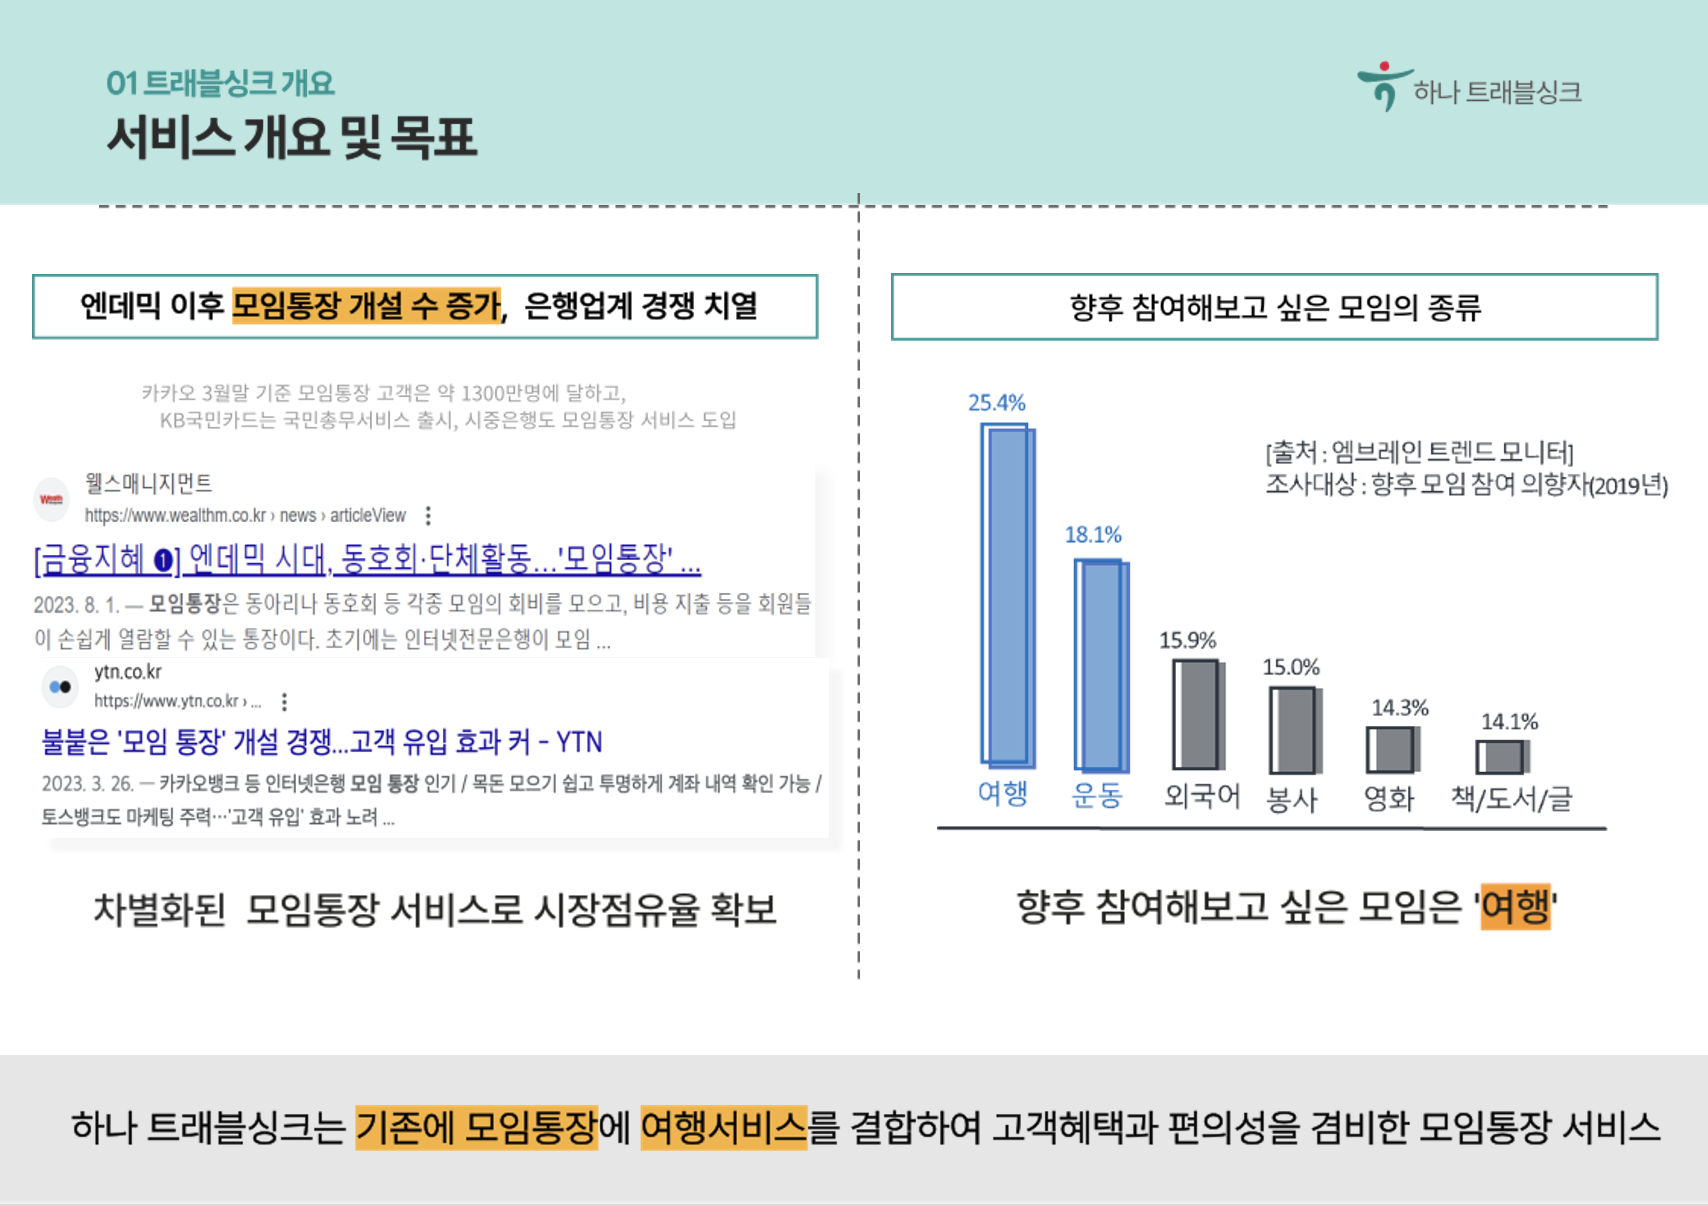 01 트래블싱크 개요
서비스 개요 및 목표
하나 트래블싱크
엔데믹 이후 모임통장 개설 수 증가, 은행업계 경쟁 치열
카카오 3월말 기준 모임통장 고객은 약 1300만명에 달하고,
KB국민카드는 국민총무서비스 출시, 시중은행도 모임통장 서비스 도입
Wealth
웰스매니지먼트
https://www.wealthm.co.kr › news › articleView
[금융지혜 ❶] 엔데믹 시대, 동호회·단체활동...'모임통장' ...
2023. 8. 1. — 모임통장은 동아리나 동호회 등 각종 모임의 회비를 모으고, 비용 지출 등을 회원들
이 손쉽게 열람할 수 있는 통장이다. 초기에는 인터넷전문은행이 모임 ...
ytn.co.kr
https://www.ytn.co.kr › ...
불붙은 '모임 통장' 개설 경쟁...고객 유입 효과 커 - YTN
2023. 3. 26. — 카카오뱅크 등 인터넷은행 모임 통장 인기 / 목돈 모으기 쉽고 투명하게 계좌 내역 확인 가능 /
토스뱅크도 마케팅 주력…'고객 유입' 효과 노려 ...
차별화된 모임통장 서비스로 시장점유율 확보
향후 참여해보고 싶은 모임의 종류
[출처 : 엠브레인 트렌드 모니터]
조사대상 : 향후 모임 참여 의향자(2019년)
25.4%
18.1%
15.9%
15.0%
14.3%
14.1%
여행
운동
외국어
봉사
영화
책/도서/글
향후 참여해보고 싶은 모임은 '여행'
하나 트래블싱크는 기존에 모임통장에 여행서비스를 결합하여 고객혜택과 편의성을 겸비한 모임통장 서비스